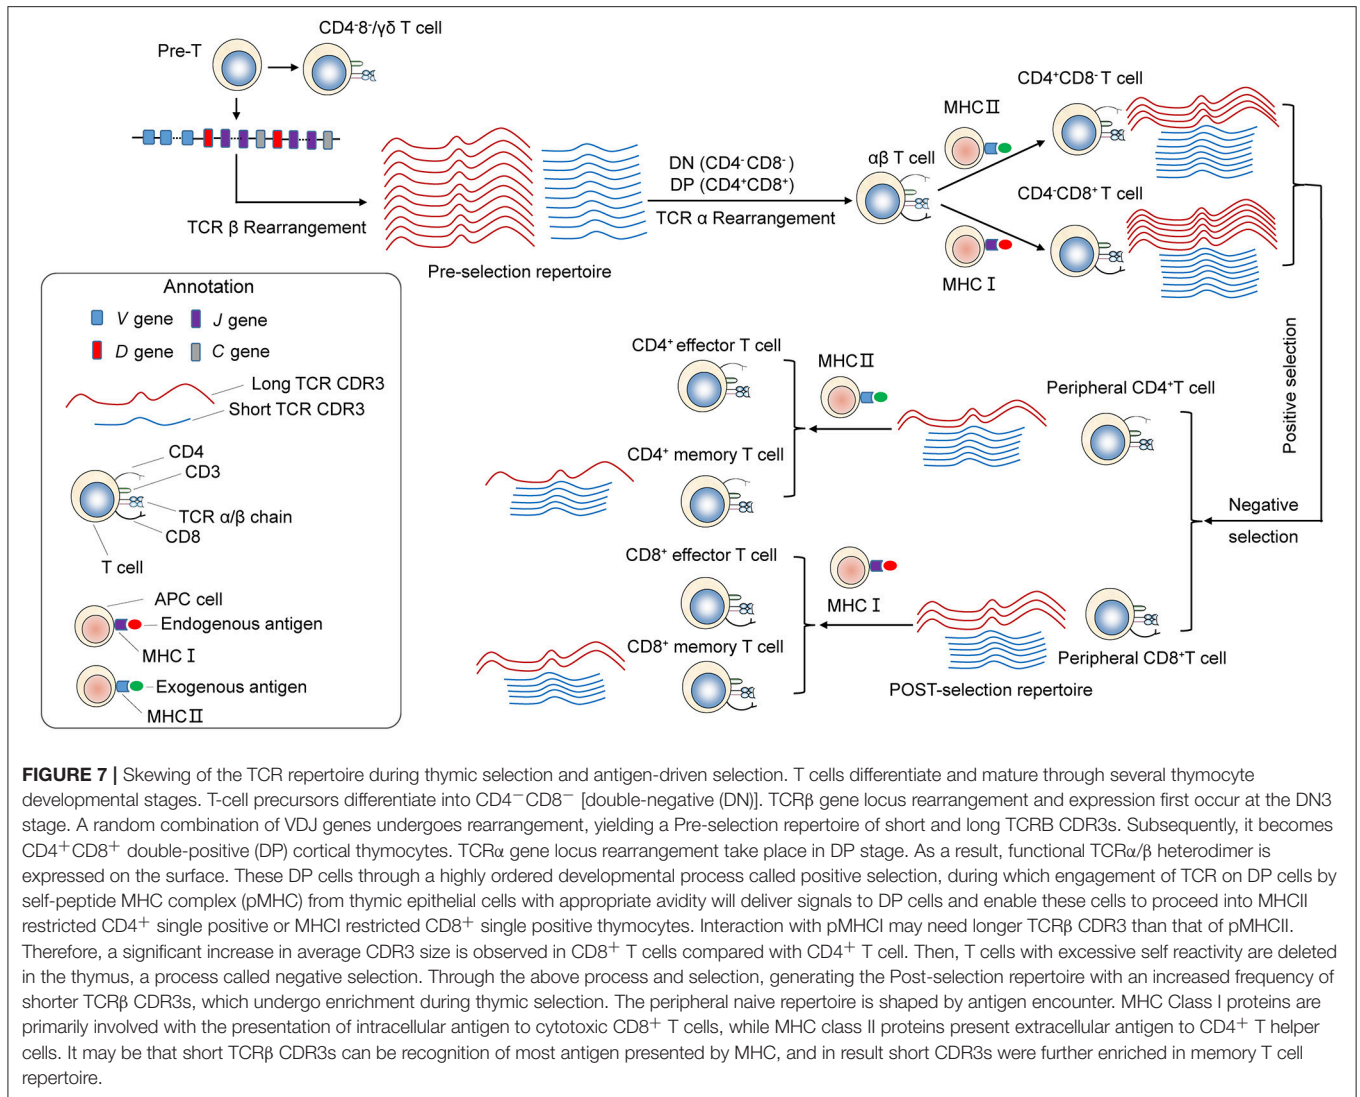 CD4-8-/γδ T cell
Pre-T
TCR β Rearrangement
Pre-selection repertoire
DN (CD4-CD8-)
DP (CD4+CD8+)
TCR α Rearrangement
αβ T cell
MHCⅡ
MHCⅠ
CD4+CD8- T cell
CD4-CD8+ T cell
Positive selection
Negative
selection
Peripheral CD4+T cell
Peripheral CD8+T cell
POST-selection repertoire
MHCⅡ
MHCⅠ
CD4+ effector T cell
CD4+ memory T cell
CD8+ effector T cell
CD8+ memory T cell
Annotation
V gene
J gene
D gene
C gene
Long TCR CDR3
Short TCR CDR3
CD4
CD3
TCR α/β chain
CD8
T cell
APC cell
Endogenous antigen
MHCⅠ
Exogenous antigen
MHCⅡ
FIGURE 7 | Skewing of the TCR repertoire during thymic selection and antigen-driven selection. T cells differentiate and mature through several thymocyte
developmental stages. T-cell precursors differentiate into CD4−CD8− [double-negative (DN)]. TCRβ gene locus rearrangement and expression first occur at the DN3
stage. A random combination of VDJ genes undergoes rearrangement, yielding a Pre-selection repertoire of short and long TCRB CDR3s. Subsequently, it becomes
CD4+CD8+ double-positive (DP) cortical thymocytes. TCRα gene locus rearrangement take place in DP stage. As a result, functional TCRα/β heterodimer is
expressed on the surface. These DP cells through a highly ordered developmental process called positive selection, during which engagement of TCR on DP cells by
self-peptide MHC complex (pMHC) from thymic epithelial cells with appropriate avidity will deliver signals to DP cells and enable these cells to proceed into MHCII
restricted CD4+ single positive or MHCI restricted CD8+ single positive thymocytes. Interaction with pMHCI may need longer TCRβ CDR3 than that of pMHCII.
Therefore, a significant increase in average CDR3 size is observed in CD8+ T cells compared with CD4+ T cell. Then, T cells with excessive self reactivity are deleted
in the thymus, a process called negative selection. Through the above process and selection, generating the Post-selection repertoire with an increased frequency of
shorter TCRβ CDR3s, which undergo enrichment during thymic selection. The peripheral naive repertoire is shaped by antigen encounter. MHC Class I proteins are
primarily involved with the presentation of intracellular antigen to cytotoxic CD8+ T cells, while MHC class II proteins present extracellular antigen to CD4+ T helper
cells. It may be that short TCRβ CDR3s can be recognition of most antigen presented by MHC, and in result short CDR3s were further enriched in memory T cell
repertoire.